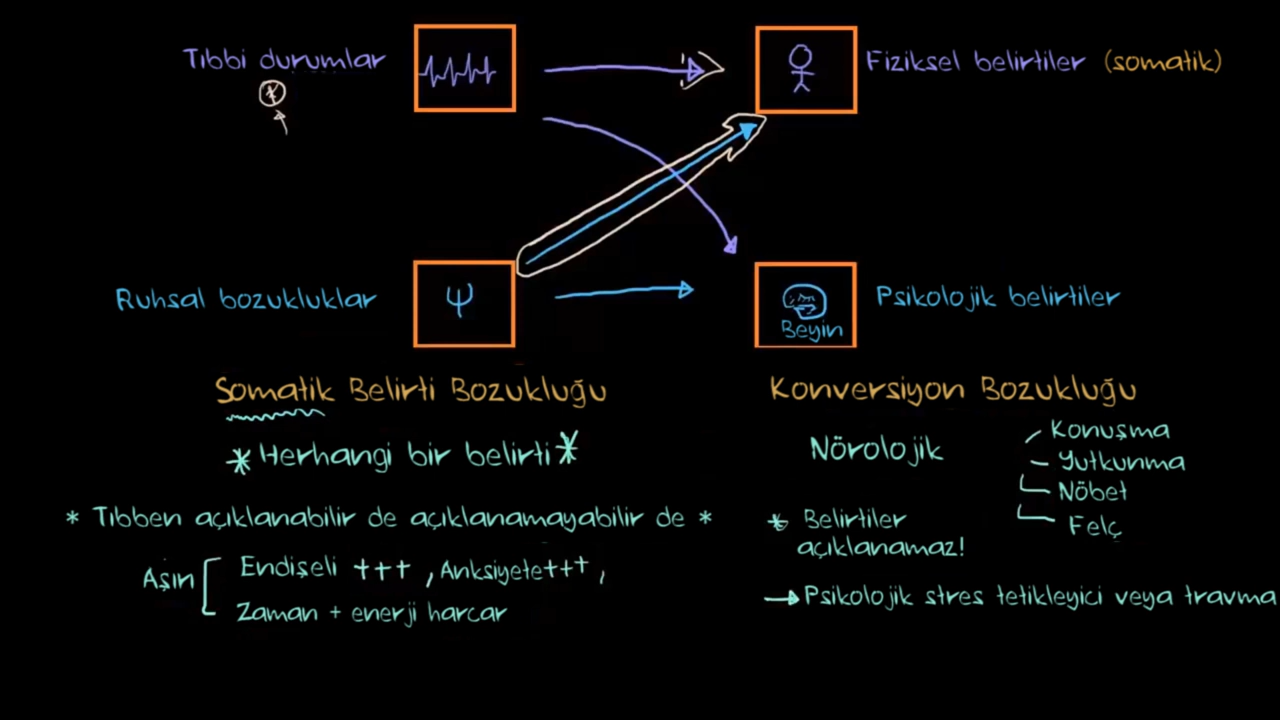 Tıbbi durumlar
Fiziksel belirtiler (somatik)
Ruhsal bozukluklar
Psikolojik belirtiler
Beyin
Somatik Belirti Bozukluğu
* Herhangi bir belirti *
* Tıbben açıklanabilir de açıklanamayabilir de *
Aşırı
Endişeli +++ , Anksiyete+++ ,
Zaman + enerji harcar
Konversiyon Bozukluğu
Nörolojik
Konuşma
Yutkunma
Nöbet
Felç
* Belirtiler
açıklanamaz!
→ Psikolojik stres tetikleyici veya travma